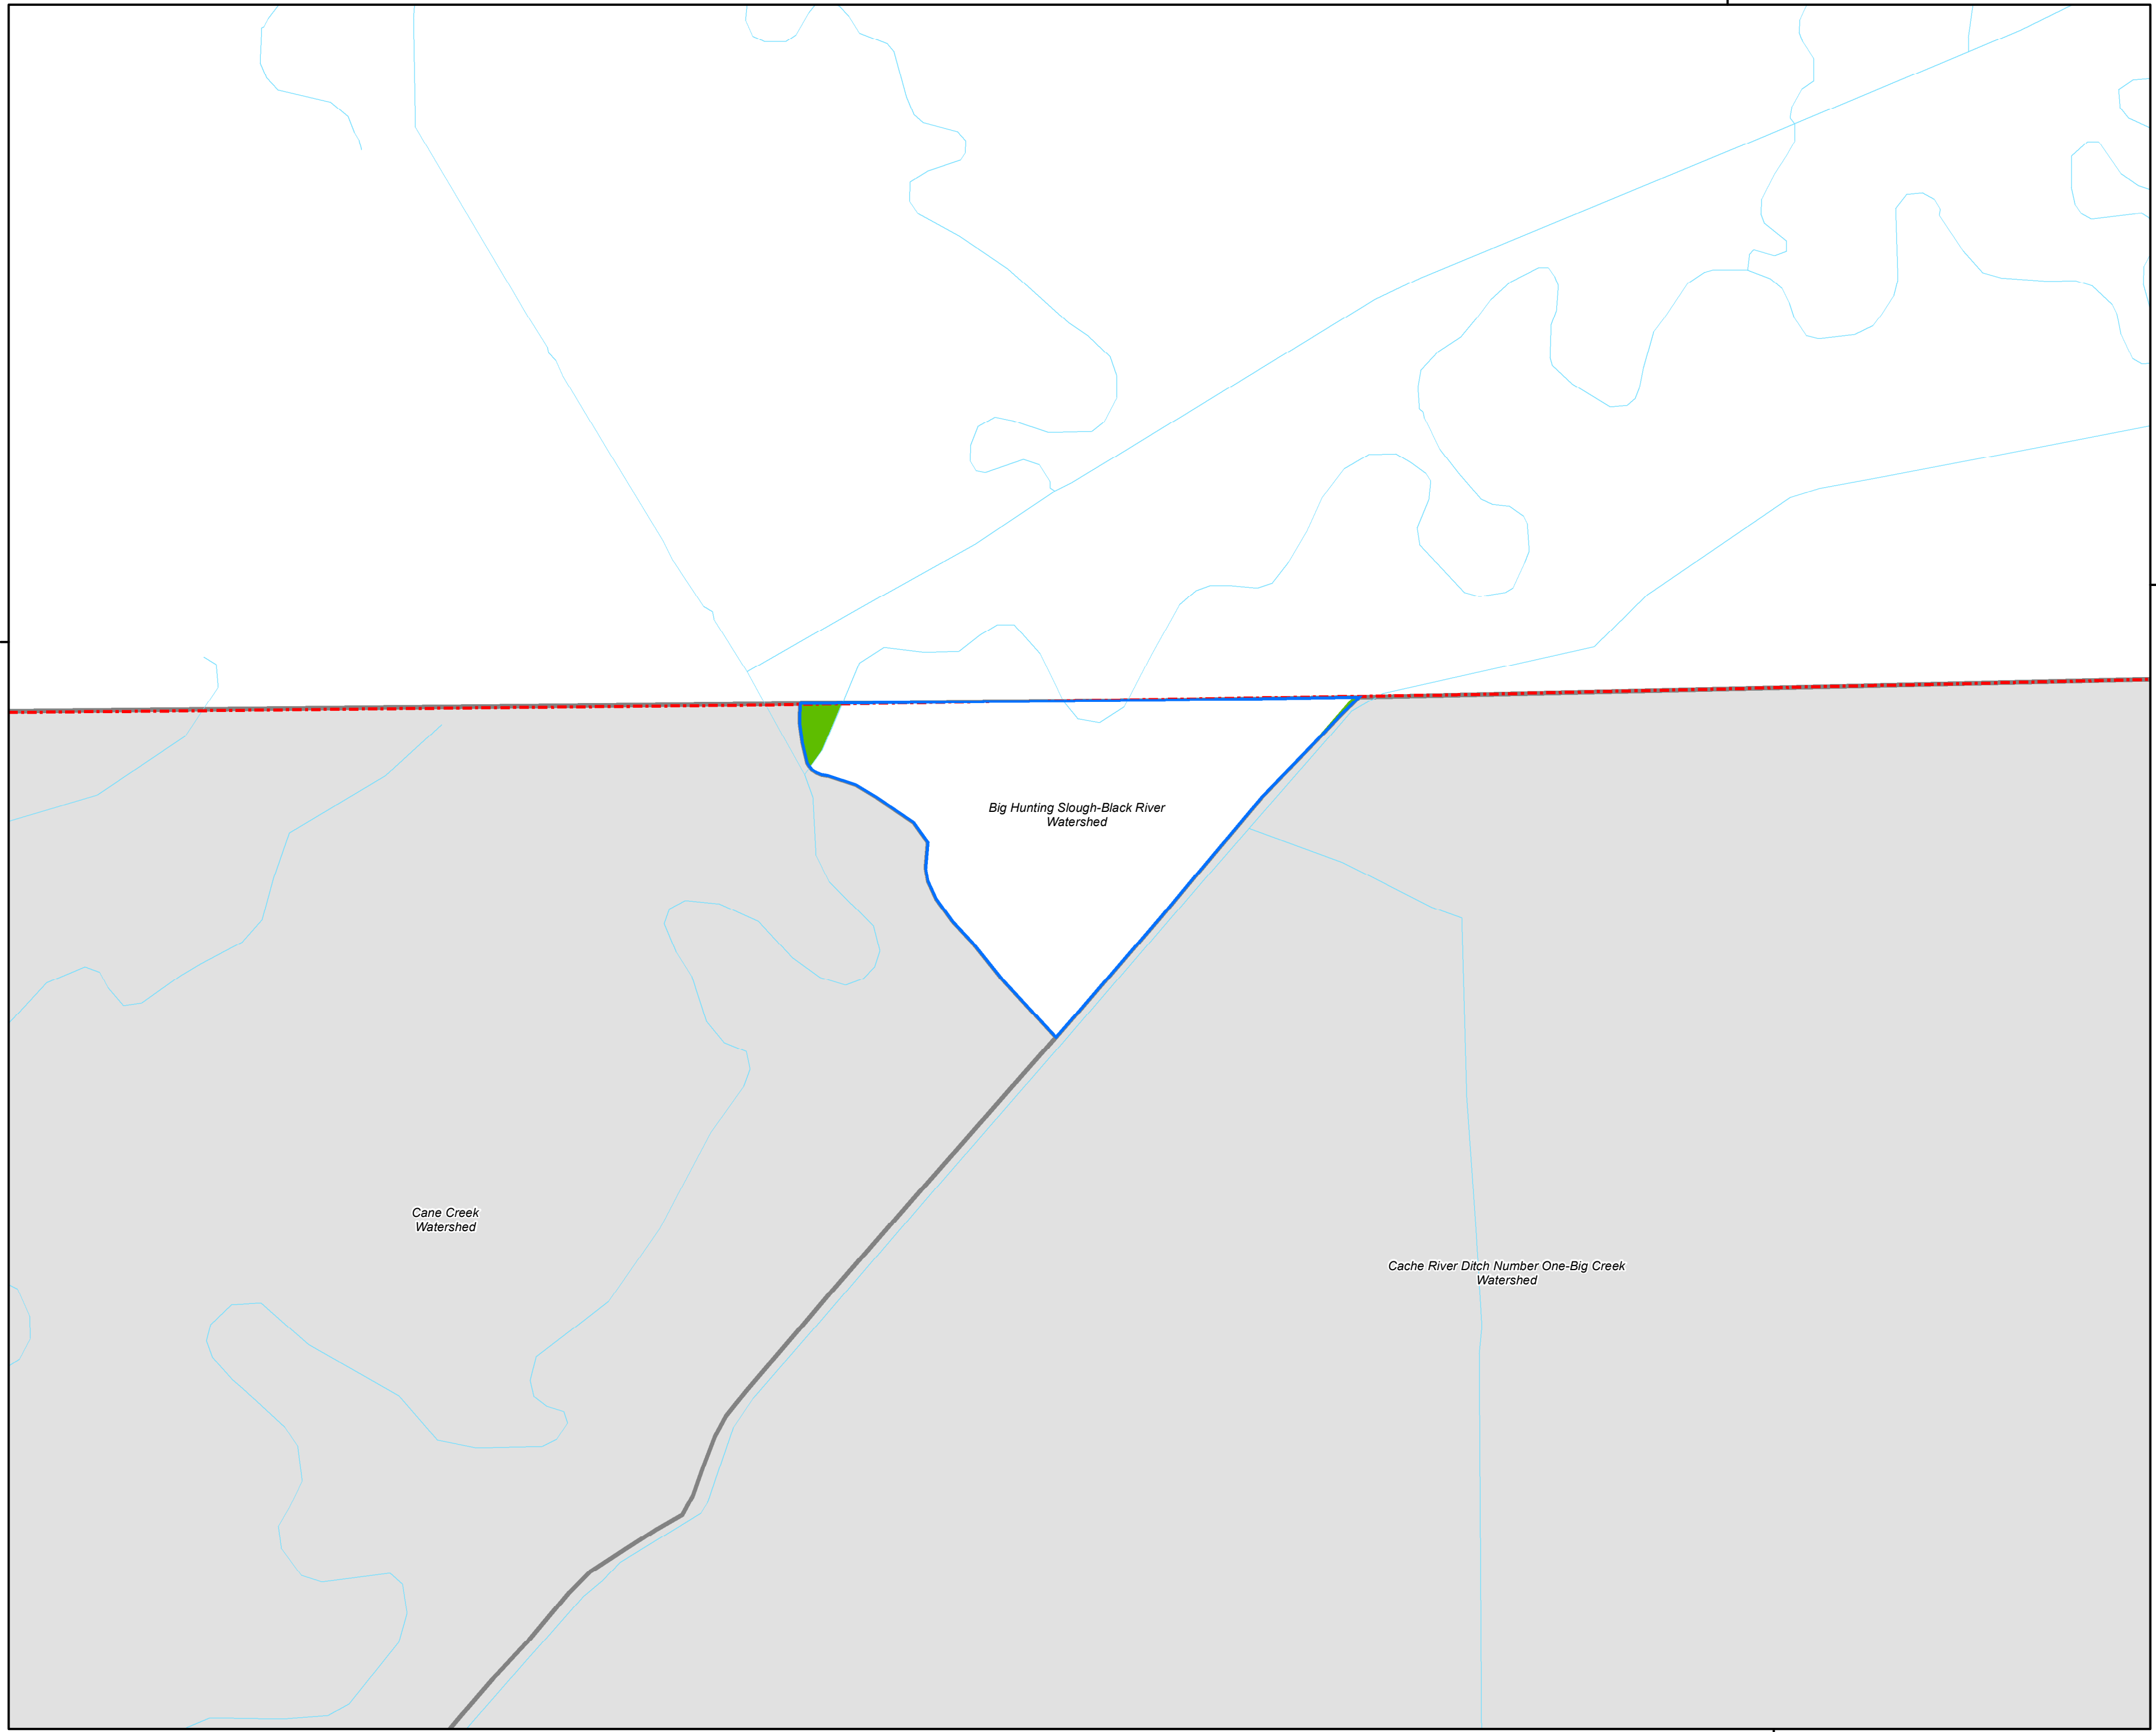 Big Hunting Slough-Black River
Watershed
Cane Creek
Watershed
Cache River Ditch Number One-Big Creek
Watershed